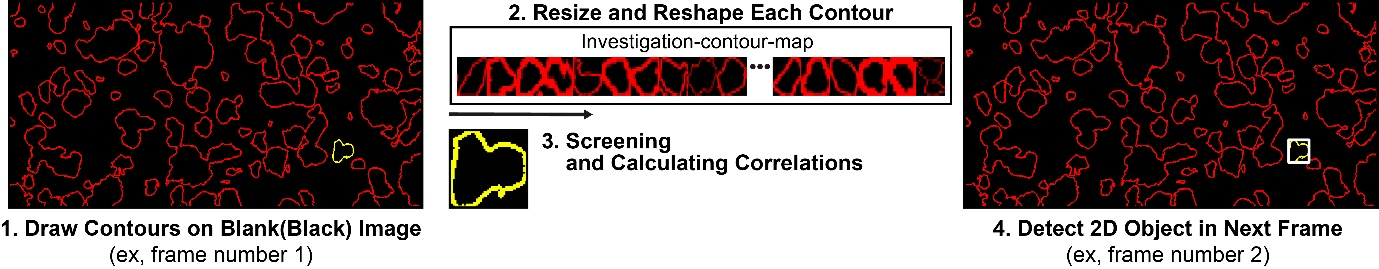 2. Resize and Reshape Each Contour
Investigation-contour-map
3. Screening
and Calculating Correlations
1. Draw Contours on Blank(Black) Image
(ex, frame number 1)
4. Detect 2D Object in Next Frame
(ex, frame number 2)